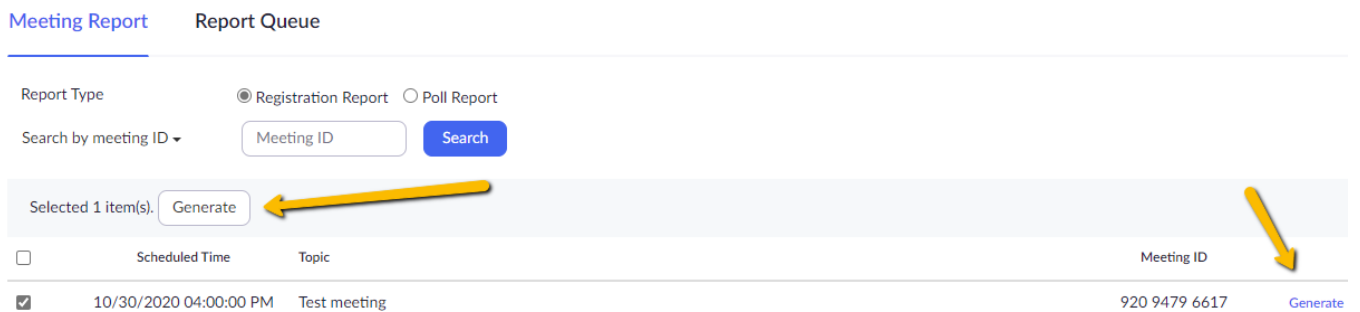 Meeting Report Report Queue
Report Type Registration Report Poll Report
Search by meeting ID Meeting ID Search
Selected 1 item(s). Generate
Scheduled Time Topic Meeting ID
10/30/2020 04:00:00 PM Test meeting 920 9479 6617 Generate